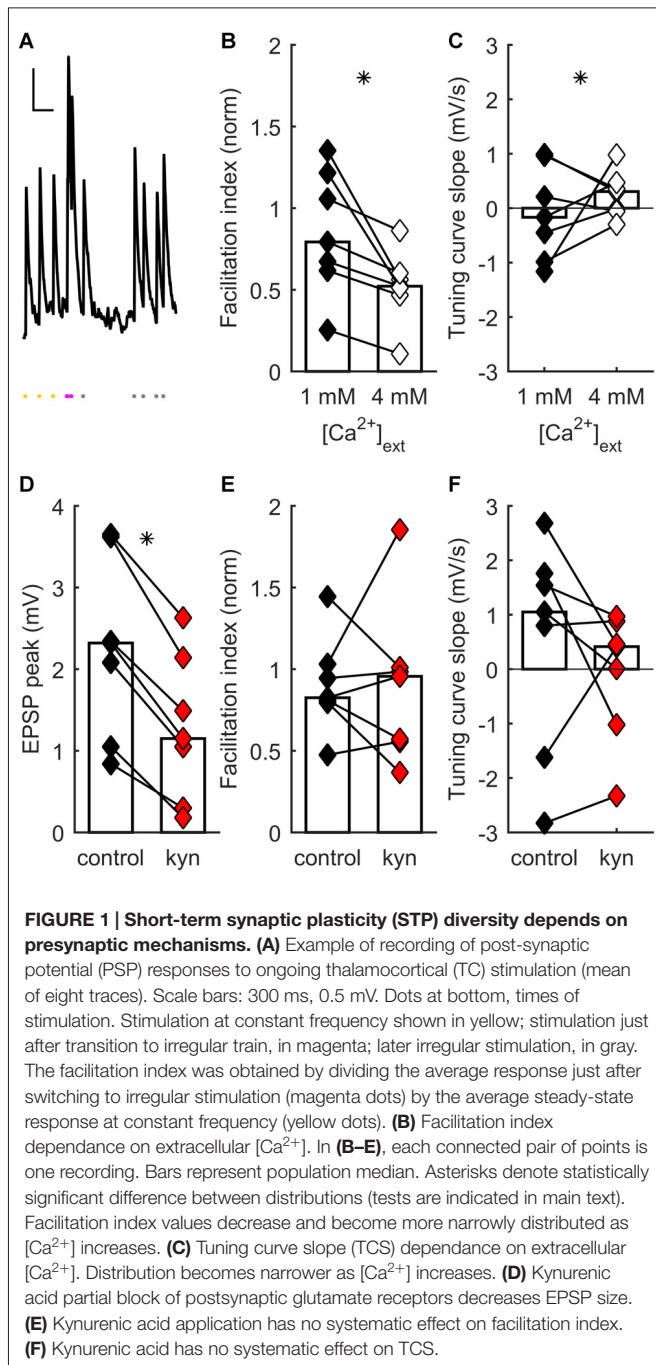 A
B
C
Facilitation index (norm)
2
1.5
1
0.5
0
*
1 mM 4 mM
[Ca2+]ext
Tuning curve slope (mV/s)
3
2
1
0
-1
-2
-3
*
1 mM 4 mM
[Ca2+]ext
D
E
F
EPSP peak (mV)
4
3
2
1
0
*
control kyn
Facilitation index (norm)
2
1.5
1
0.5
0
control kyn
Tuning curve slope (mV/s)
3
2
1
0
-1
-2
-3
control kyn
FIGURE 1 | Short-term synaptic plasticity (STP) diversity depends on
presynaptic mechanisms. (A) Example of recording of post-synaptic
potential (PSP) responses to ongoing thalamocortical (TC) stimulation (mean
of eight traces). Scale bars: 300 ms, 0.5 mV. Dots at bottom, times of
stimulation. Stimulation at constant frequency shown in yellow; stimulation just
after transition to irregular train, in magenta; later irregular stimulation, in gray.
The facilitation index was obtained by dividing the average response just after
switching to irregular stimulation (magenta dots) by the average steady-state
response at constant frequency (yellow dots). (B) Facilitation index
dependance on extracellular [Ca2+]. In (B–E), each connected pair of points is
one recording. Bars represent population median. Asterisks denote statistically
significant difference between distributions (tests are indicated in main text).
Facilitation index values decrease and become more narrowly distributed as
[Ca2+] increases. (C) Tuning curve slope (TCS) dependance on extracellular
[Ca2+]. Distribution becomes narrower as [Ca2+] increases. (D) Kynurenic
acid partial block of postsynaptic glutamate receptors decreases EPSP size.
(E) Kynurenic acid application has no systematic effect on facilitation index.
(F) Kynurenic acid has no systematic effect on TCS.